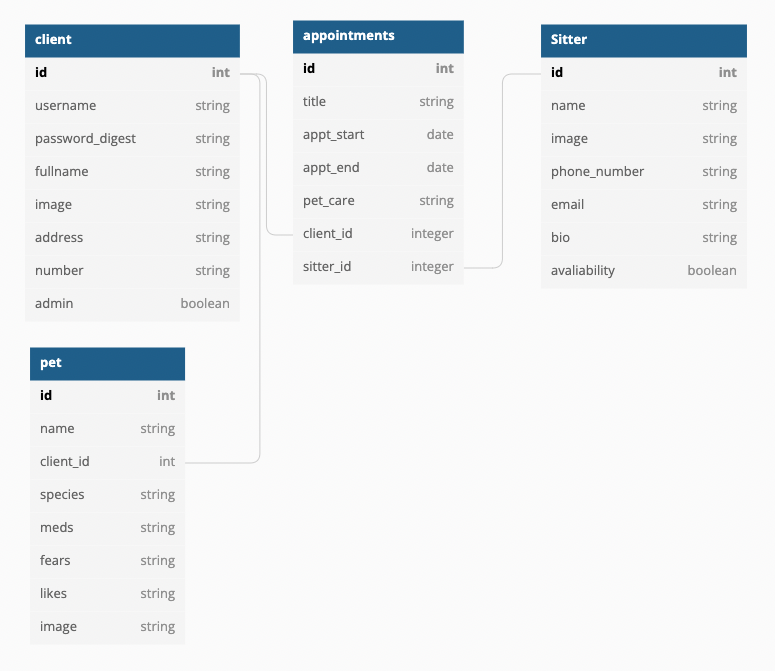 client
id int
username string
password_digest string
fullname string
image string
address string
number string
admin boolean
appointments
id int
title string
appt_start date
appt_end date
pet_care string
client_id integer
sitter_id integer
Sitter
id int
name string
image string
phone_number string
email string
bio string
avaliability boolean
pet
id int
name string
client_id int
species string
meds string
fears string
likes string
image string